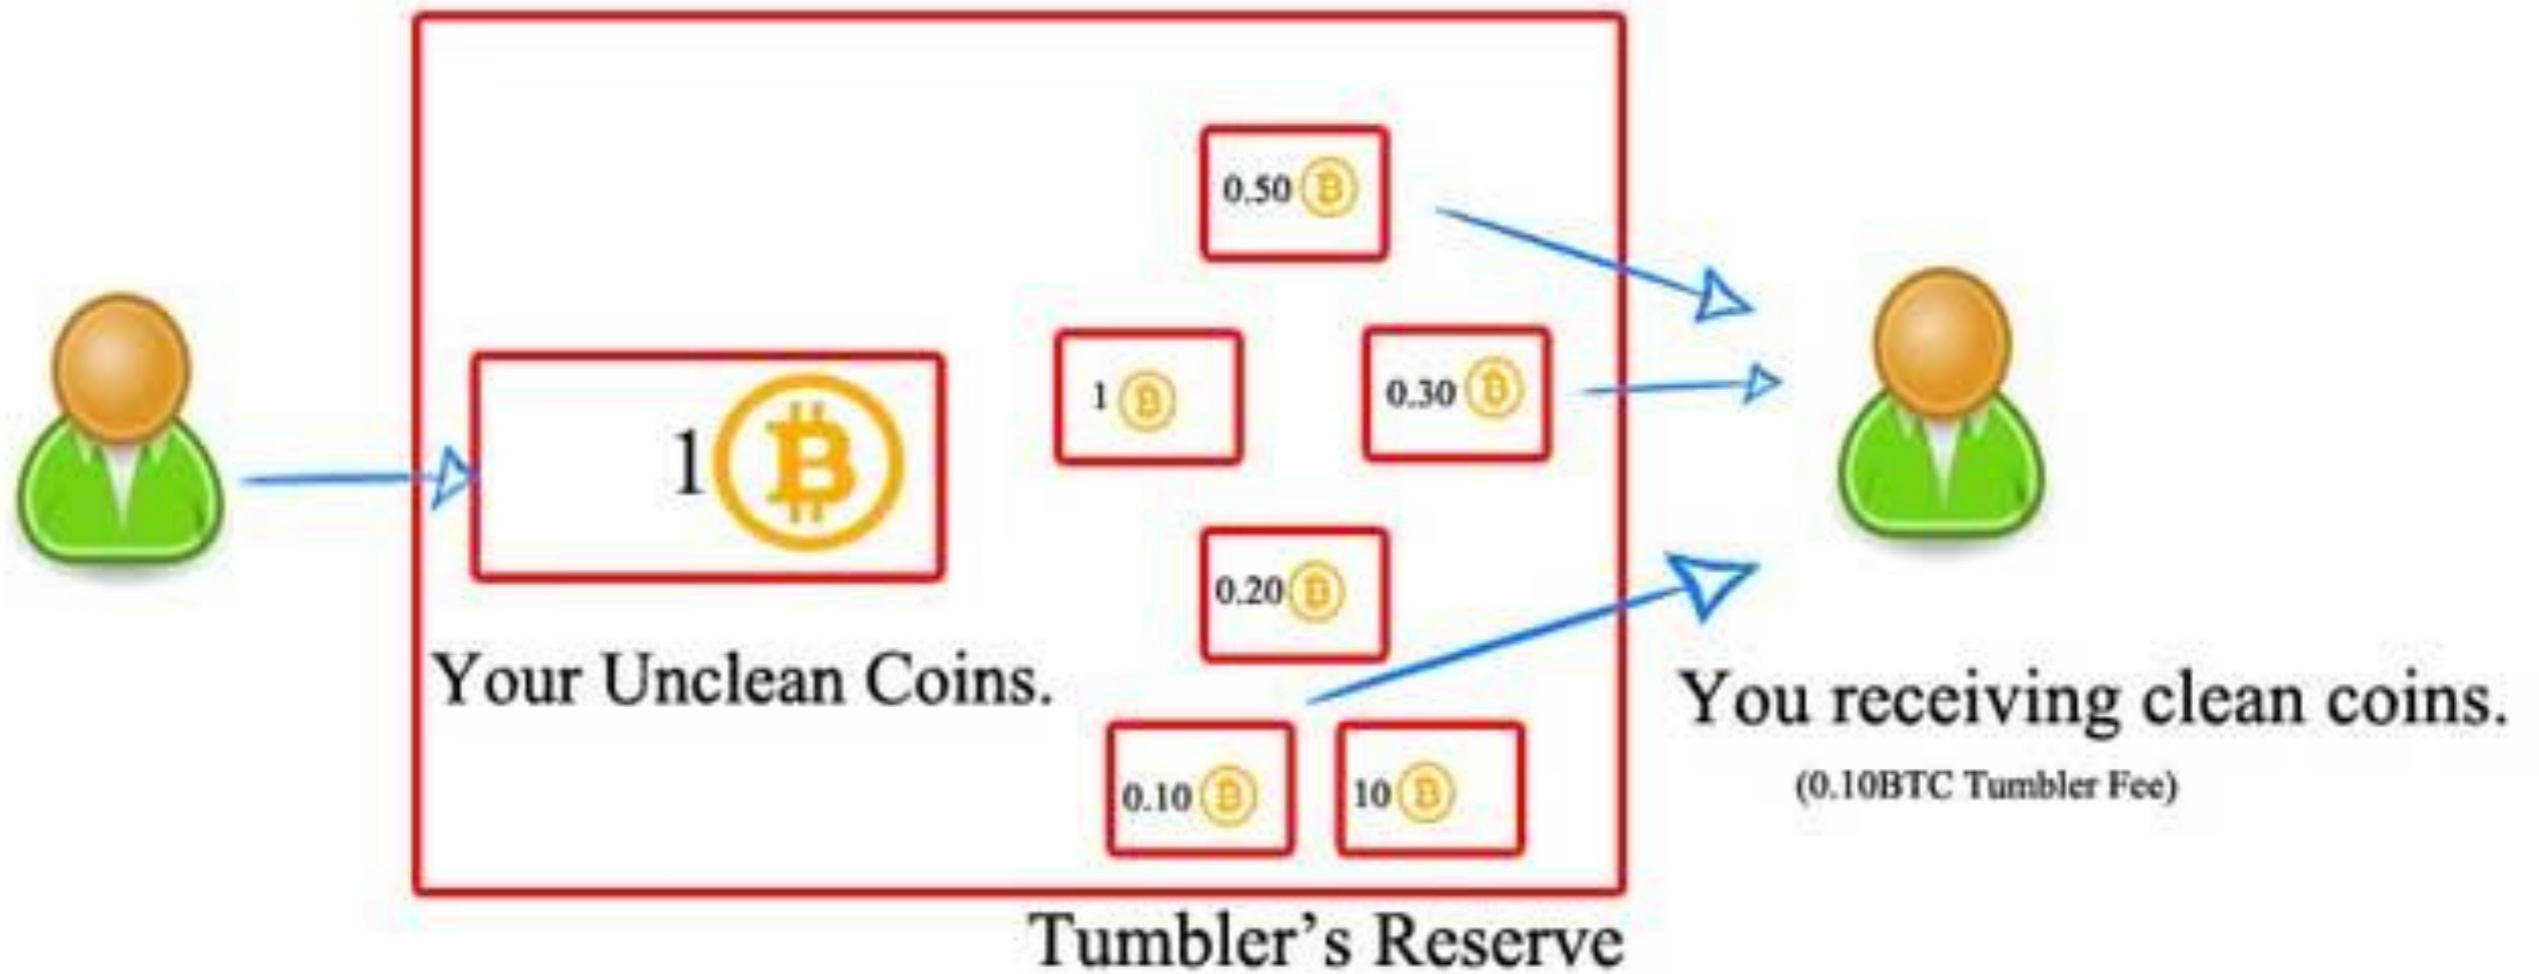 0.50
1
0.30
1
0.20
Your Unclean Coins.
You receiving clean coins.
(0.10BTC Tumbler Fee)
0.10
10
Tumbler's Reserve